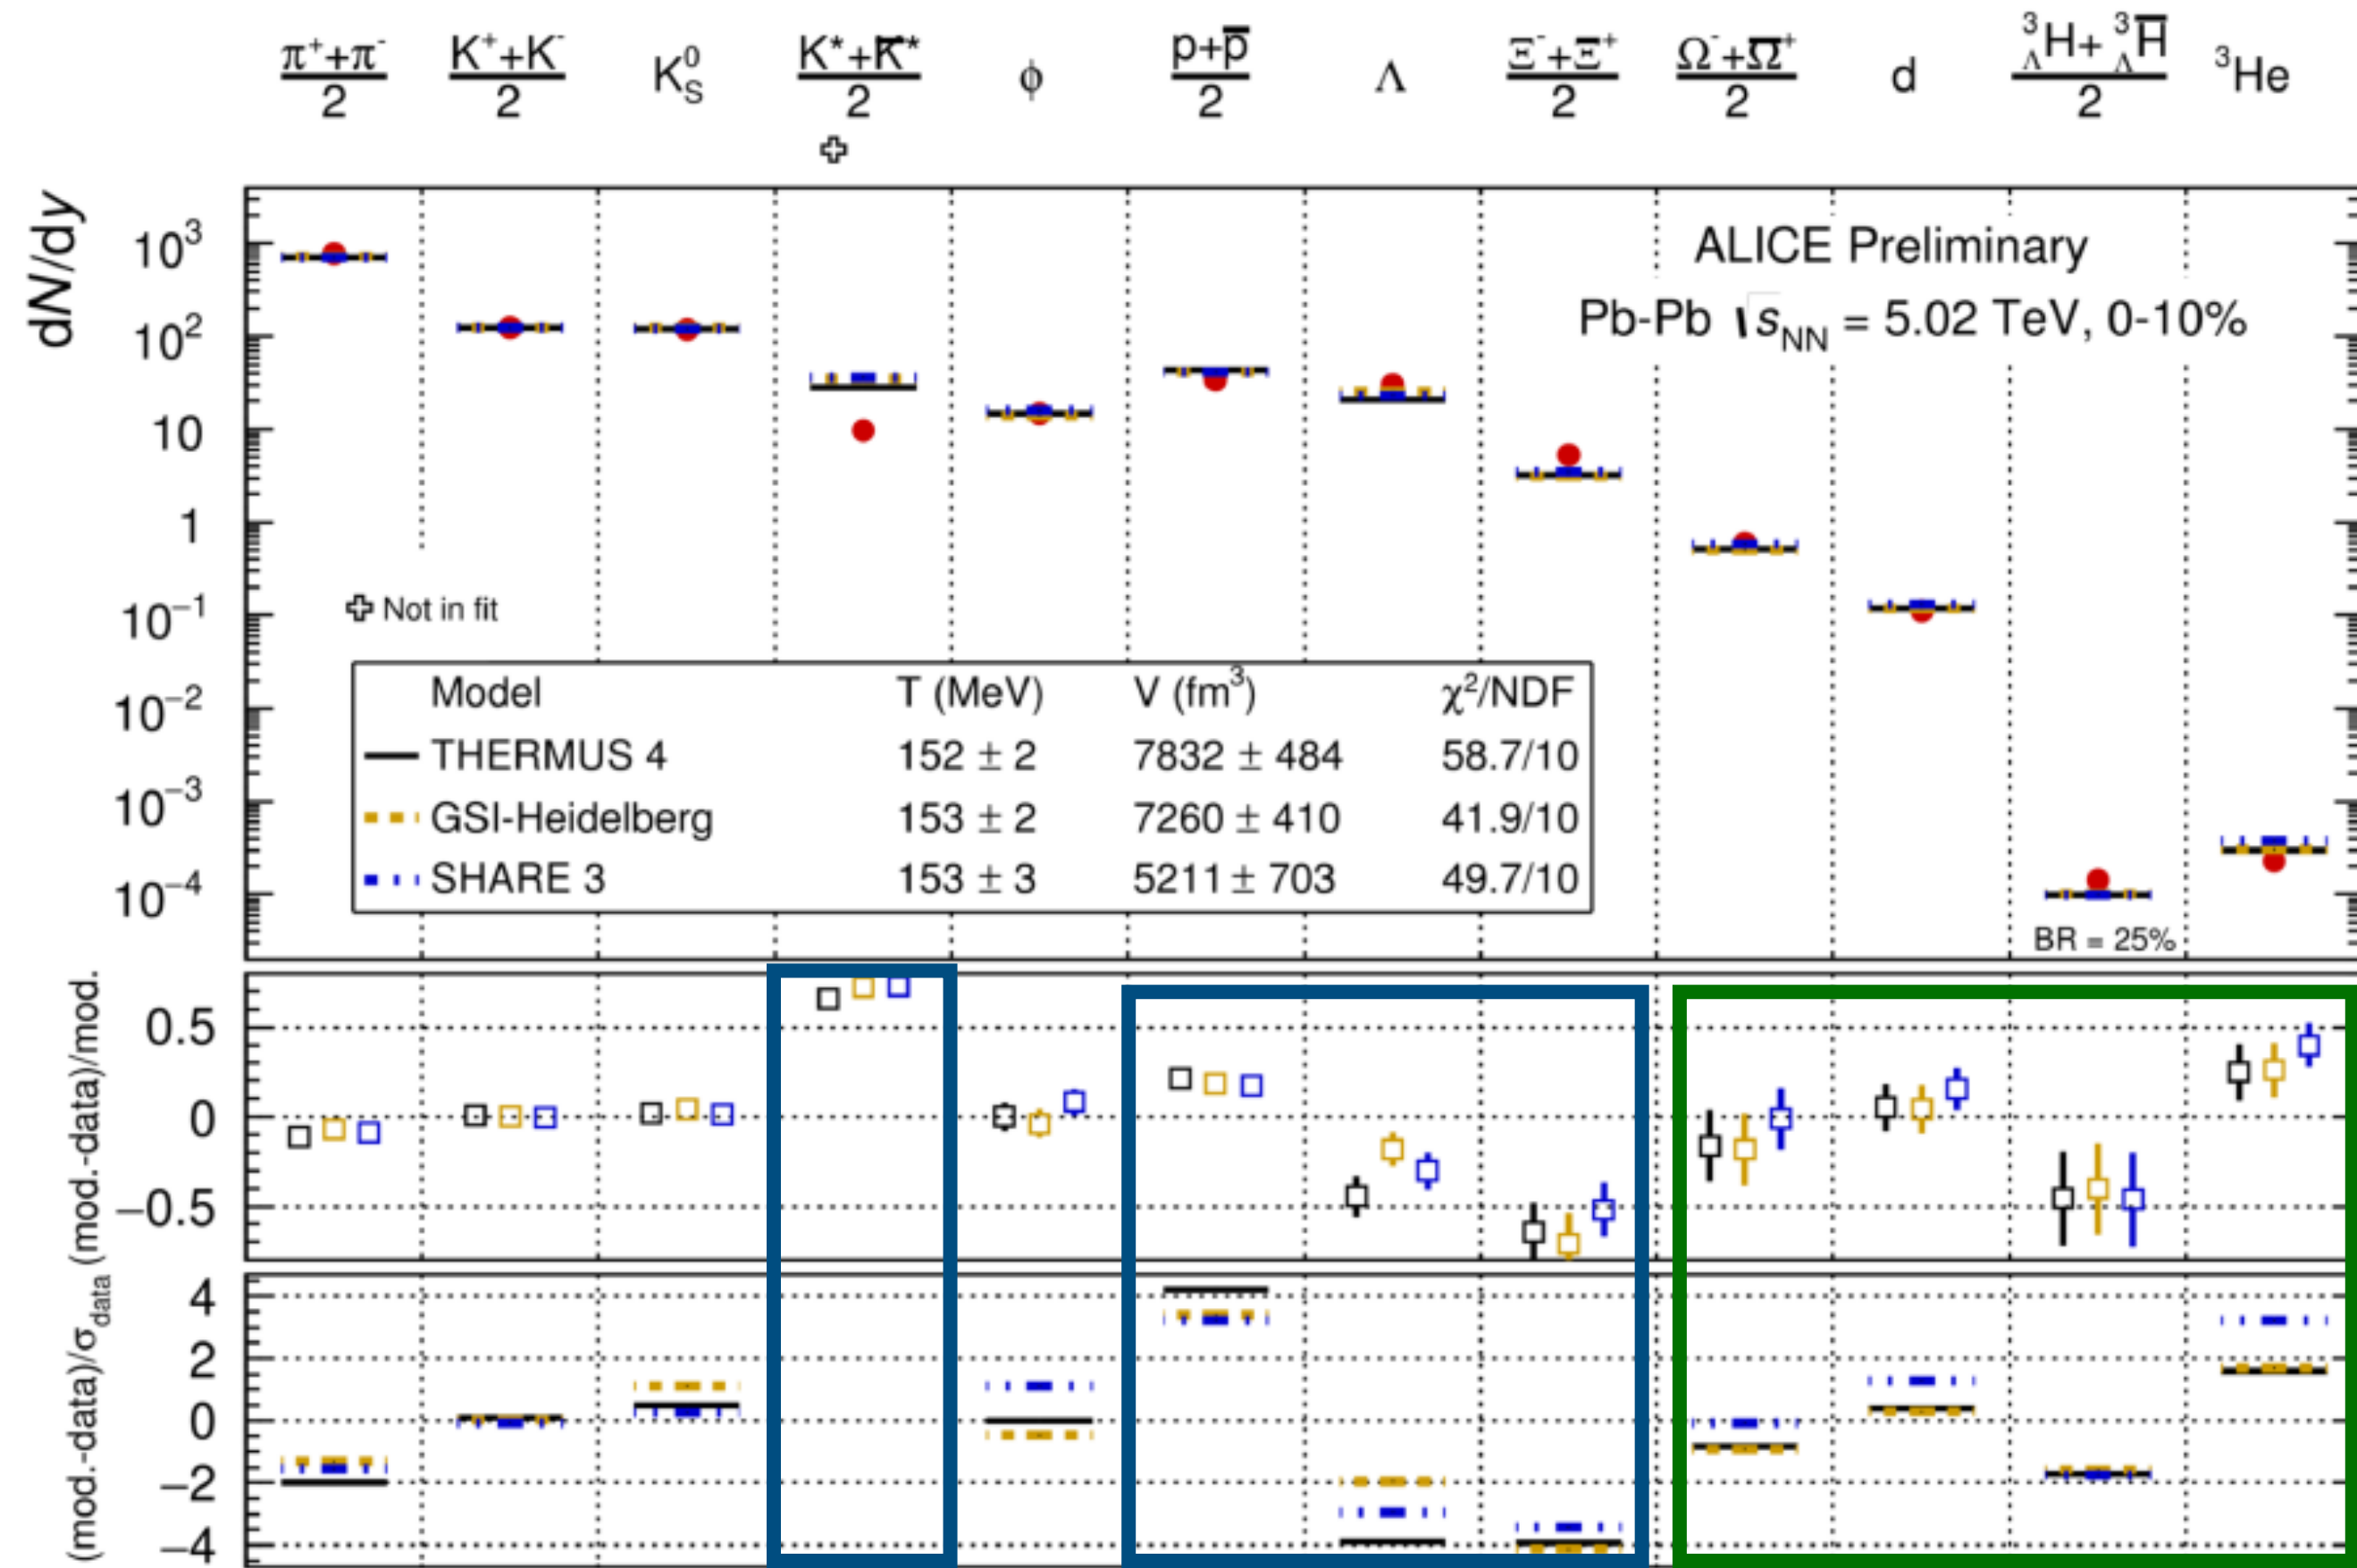 π⁺+π⁻/2 K⁺+K⁻/2 K⁰S K*+K̅*/2 ϕ p+p̅/2 Λ Ξ⁻+Ξ̅⁺/2 Ω⁻+Ω̅⁺/2 d ³ΛH+ ³ΛH̅/2 ³He
dN/dy
ALICE Preliminary
Pb-Pb √sNN = 5.02 TeV, 0-10%
10³
10²
10
1
10⁻¹
10⁻²
10⁻³
10⁻⁴
Not in fit
Model T (MeV) V (fm³) χ²/NDF
THERMUS 4 152 ± 2 7832 ± 484 58.7/10
GSI-Heidelberg 153 ± 2 7260 ± 410 41.9/10
SHARE 3 153 ± 3 5211 ± 703 49.7/10
BR = 25%
(mod.-data)/mod.
0.5
0
−0.5
(mod.-data)/σdata
4
2
0
−2
−4